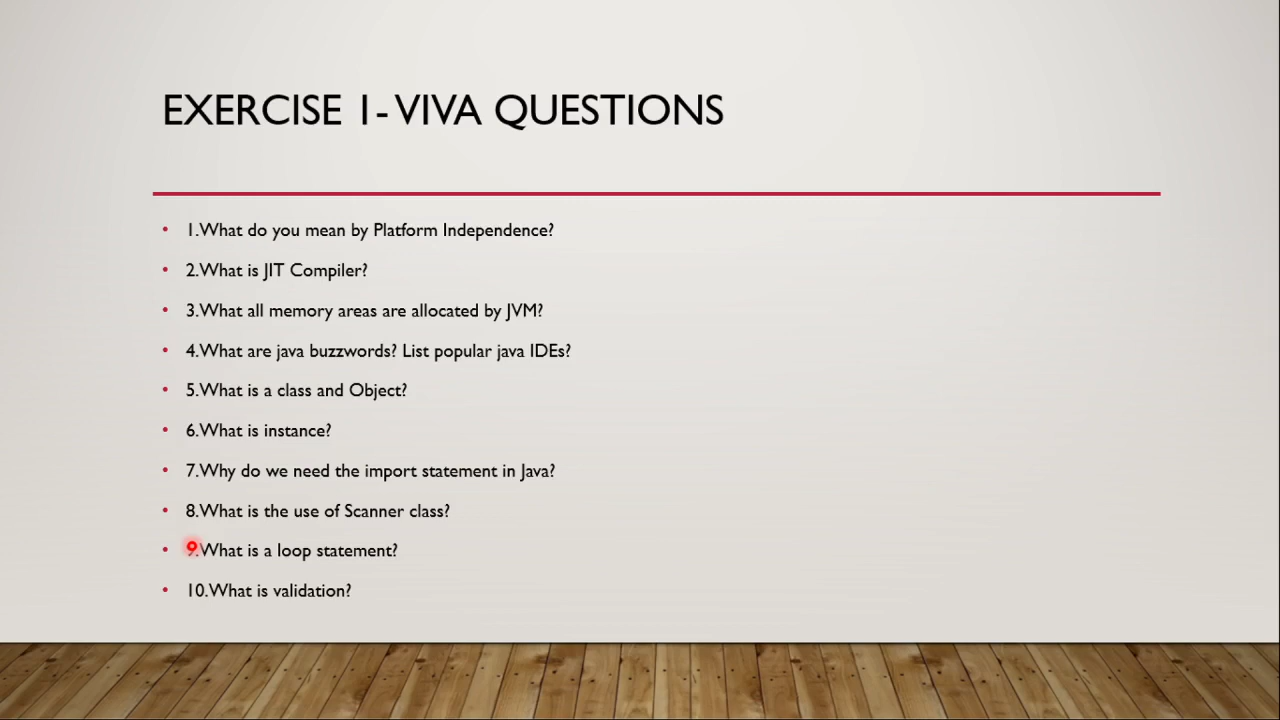 EXERCISE 1- VIVA QUESTIONS
• 1.What do you mean by Platform Independence?
• 2.What is JIT Compiler?
• 3.What all memory areas are allocated by JVM?
• 4.What are java buzzwords? List popular java IDEs?
• 5.What is a class and Object?
• 6.What is instance?
• 7.Why do we need the import statement in Java?
• 8.What is the use of Scanner class?
• 9.What is a loop statement?
• 10.What is validation?